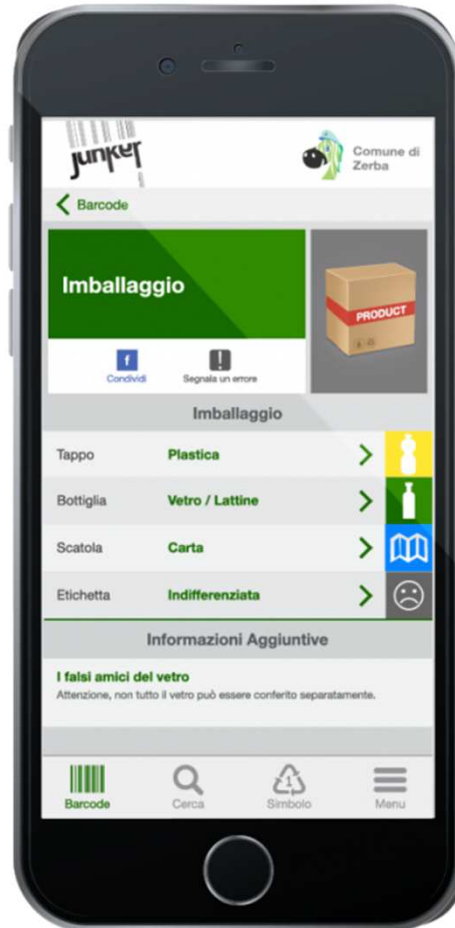 junker
Comune di
Zerba
Barcode
Imballaggio
PRODUCT
f
Condividi
!
Segnala un errore
Imballaggio
Tappo Plastica
Bottiglia Vetro / Lattine
Scatola Carta
Etichetta Indifferenziata
Informazioni Aggiuntive
I falsi amici del vetro
Attenzione, non tutto il vetro può essere conferito separatamente.
1
Barcode Cerca Simbolo Menu